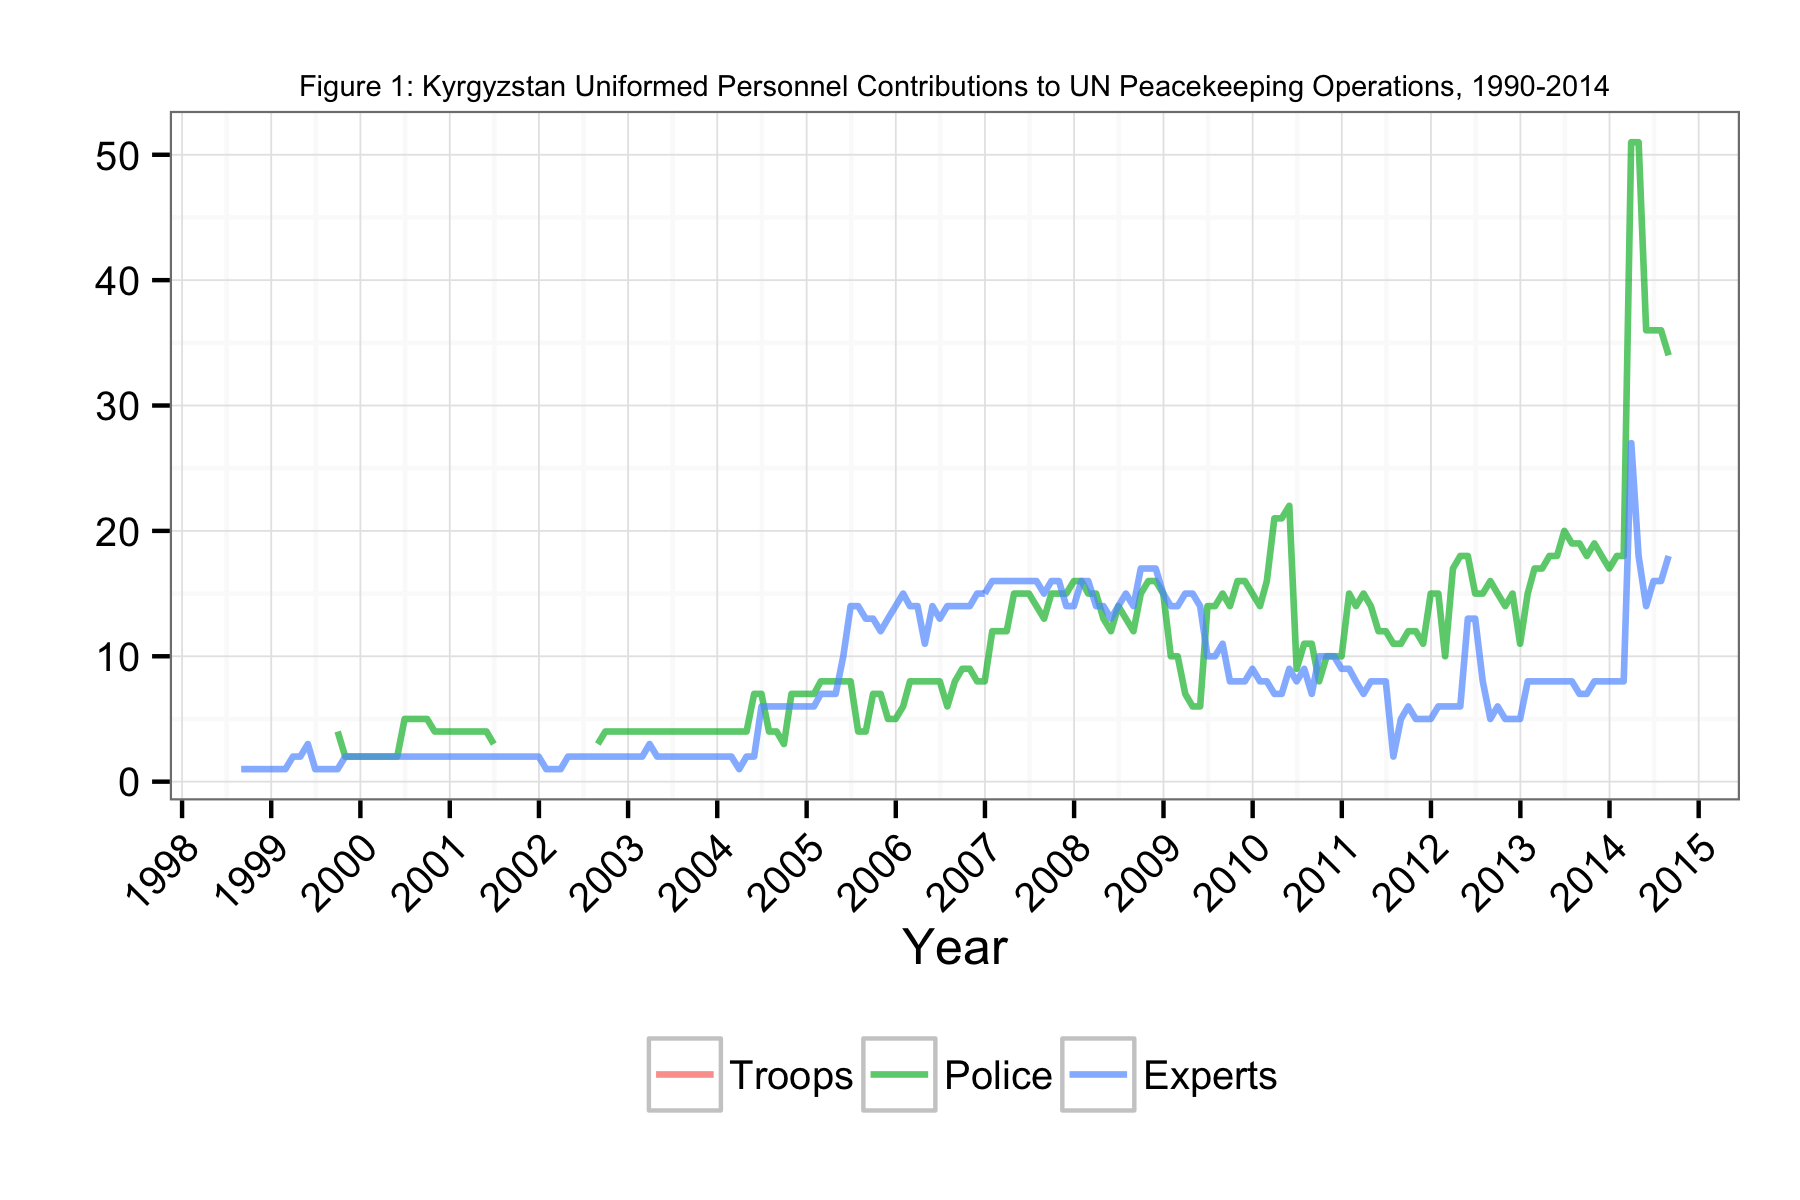 Figure 1: Kyrgyzstan Uniformed Personnel Contributions to UN Peacekeeping Operations, 1990-2014
50
40
30
20
10
0
1998 1999 2000 2001 2002 2003 2004 2005 2006 2007 2008 2009 2010 2011 2012 2013 2014 2015
Year
Troops Police Experts